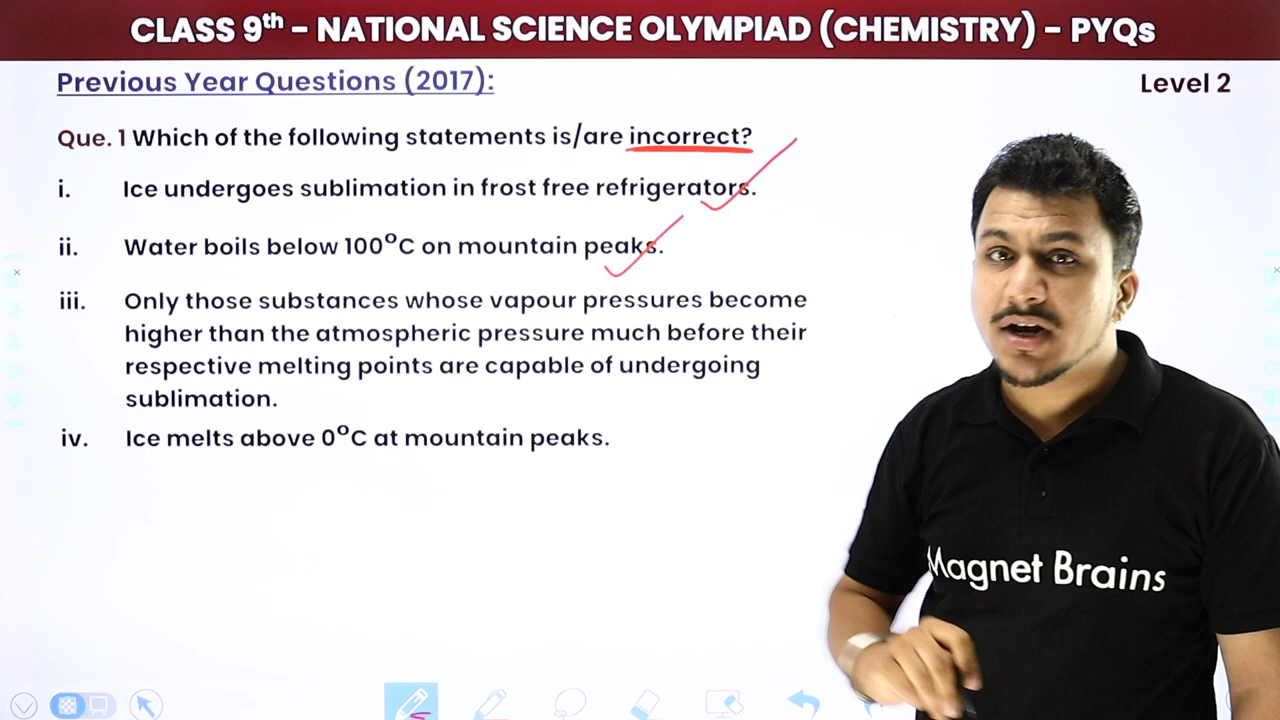 CLASS 9th – NATIONAL SCIENCE OLYMPIAD (CHEMISTRY) – PYQs
Previous Year Questions (2017):
Level 2
Que. 1 Which of the following statements is/are incorrect?
i. Ice undergoes sublimation in frost free refrigerators.
ii. Water boils below 100°C on mountain peaks.
iii. Only those substances whose vapour pressures become
higher than the atmospheric pressure much before their
respective melting points are capable of undergoing
sublimation.
iv. Ice melts above 0°C at mountain peaks.
Magnet Brains